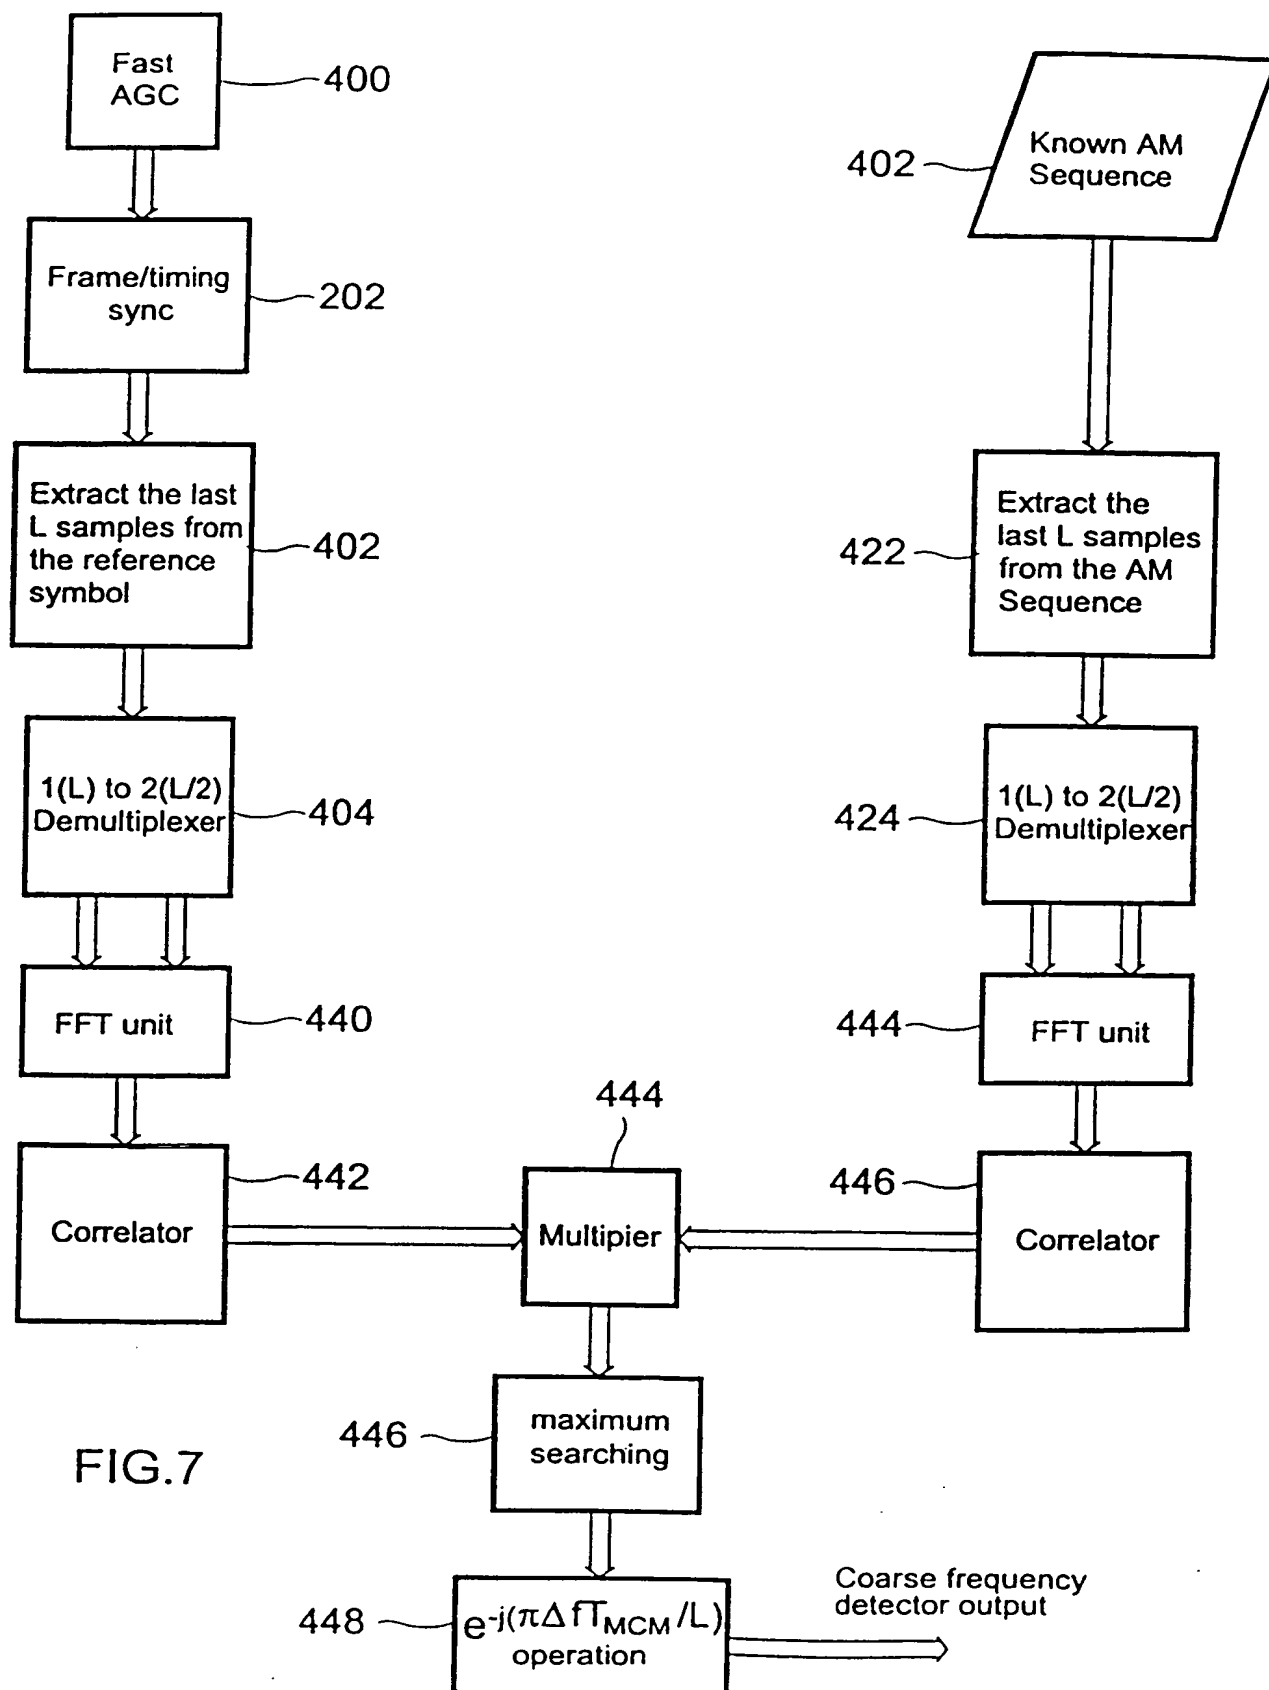 Fast
AGC
400
Known AM
Sequence
402
Frame/timing
sync
202
Extract the last
L samples from
the reference
symbol
402
Extract the
last L samples
from the AM
Sequence
422
1(L) to 2(L/2)
Demultiplexer
404
1(L) to 2(L/2)
Demultiplexer
424
FFT unit
440
FFT unit
444
444
Correlator
442
Multipier
446
Correlator
maximum
searching
446
FIG.7
e^-j(πΔfT_MCM/L)
operation
448
Coarse frequency
detector output